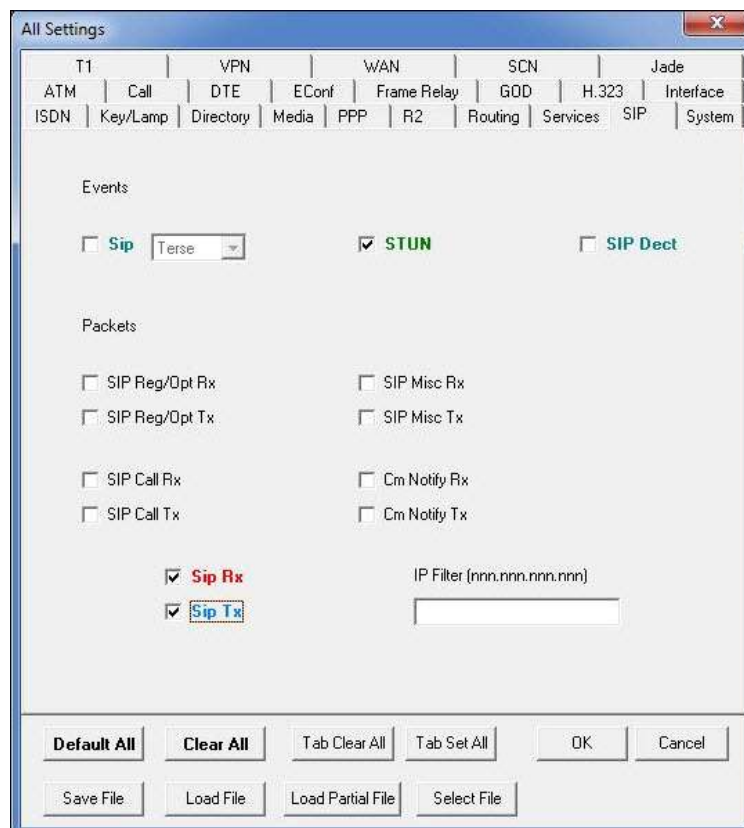 All Settings
T1 VPN WAN SCN Jade
ATM Call DTE EConf Frame Relay GOD H.323 Interface
ISDN Key/Lamp Directory Media PPP R2 Routing Services SIP System
Events
Sip Terse STUN SIP Dect
Packets
SIP Reg/Opt Rx SIP Misc Rx
SIP Reg/Opt Tx SIP Misc Tx
SIP Call Rx Cm Notify Rx
SIP Call Tx Cm Notify Tx
Sip Rx IP Filter (nnn.nnn.nnn.nnn)
Sip Tx
Default All Clear All Tab Clear All Tab Set All OK Cancel
Save File Load File Load Partial File Select File